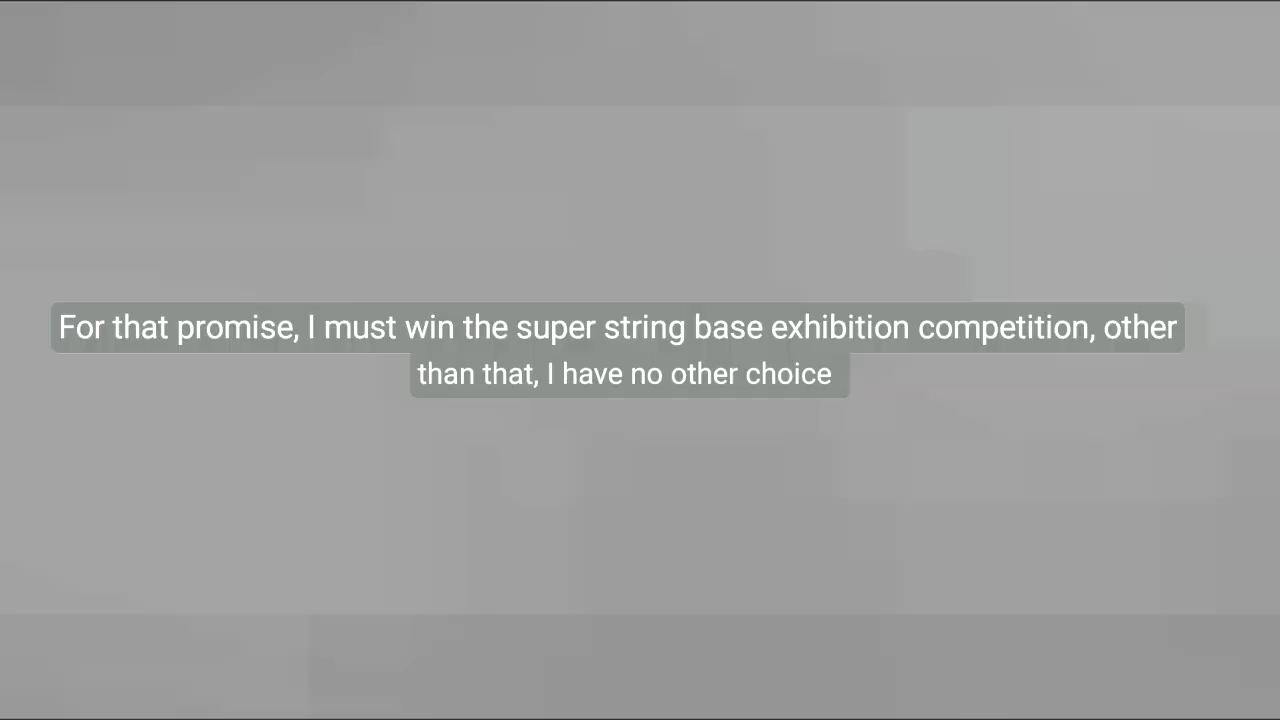 For that promise, I must win the super string base exhibition competition, other
than that, I have no other choice